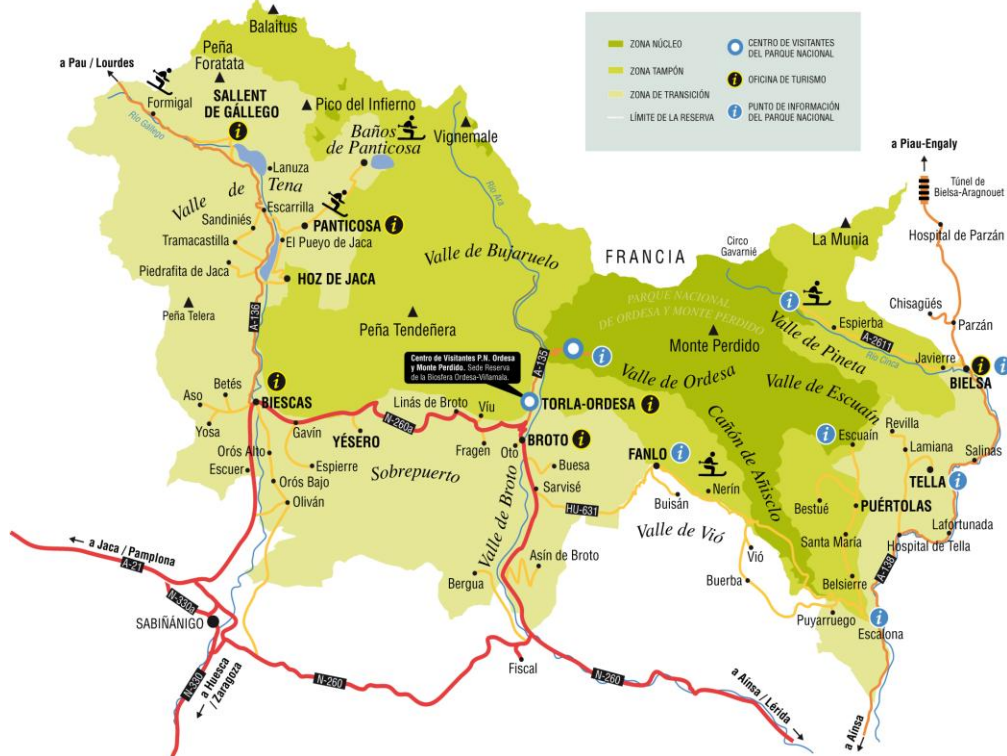 Balaitus
Peña
Foratata
a Pau / Lourdes
Formigal
SALLENT
DE GÁLLEGO
Pico del Infierno
Río Gállego
Baños
de Panticosa
Vignemale
Lanuza
Valle de Tena
Escarrilla
Sandiniés
PANTICOSA
Tramacastilla
El Pueyo de Jaca
Piedrafita de Jaca
HOZ DE JACA
Peña Telera
A-136
Peña Tendeñera
Río Ara
Valle de Bujaruelo
ZONA NÚCLEO
ZONA TAMPÓN
ZONA DE TRANSICIÓN
LÍMITE DE LA RESERVA
CENTRO DE VISITANTES
DEL PARQUE NACIONAL
OFICINA DE TURISMO
PUNTO DE INFORMACIÓN
DEL PARQUE NACIONAL
a Piau-Engaly
Túnel de
Bielsa-Aragnouet
Hospital de Parzán
La Munia
FRANCIA
Circo
Gavarnié
Chisagüés
Parzán
PARQUE NACIONAL
DE ORDESA Y MONTE PERDIDO
Monte Perdido
Espierba
A-2611
Valle de Pineta
Río Cinca
Javierre
BIELSA
A-135
Centro de Visitantes P.N. Ordesa
y Monte Perdido. Sede Reserva
de la Biosfera Ordesa-Viñamala.
Valle de Ordesa
Valle de Escuaín
TORLA-ORDESA
Betés
Aso
BIESCAS
Yosa
Linás de Broto
Víu
N-260a
Gavín
YÉSERO
Fragén
Oto
BROTO
Orós Alto
Escuer
Espierre
Sobrepuerto
Orós Bajo
Oliván
Buesa
Sarvisé
HU-631
FANLO
Buisán
Nerín
Cañón de Añisclo
Revilla
Escuaín
Lamiana
Salinas
TELLA
Bestué
PUÉRTOLAS
Valle de Broto
Valle de Vió
Santa María
Lafortunada
Hospital de Tella
Vió
Asín de Broto
Bergua
Buerba
Belsierre
A-138
Puyarruego
Escalona
a Jaca / Pamplona
A-21
N-330a
SABIÑÁNIGO
N-330
a Huesca
/ Zaragoza
N-260
Fiscal
N-260
a Aínsa / Lérida
a Aínsa